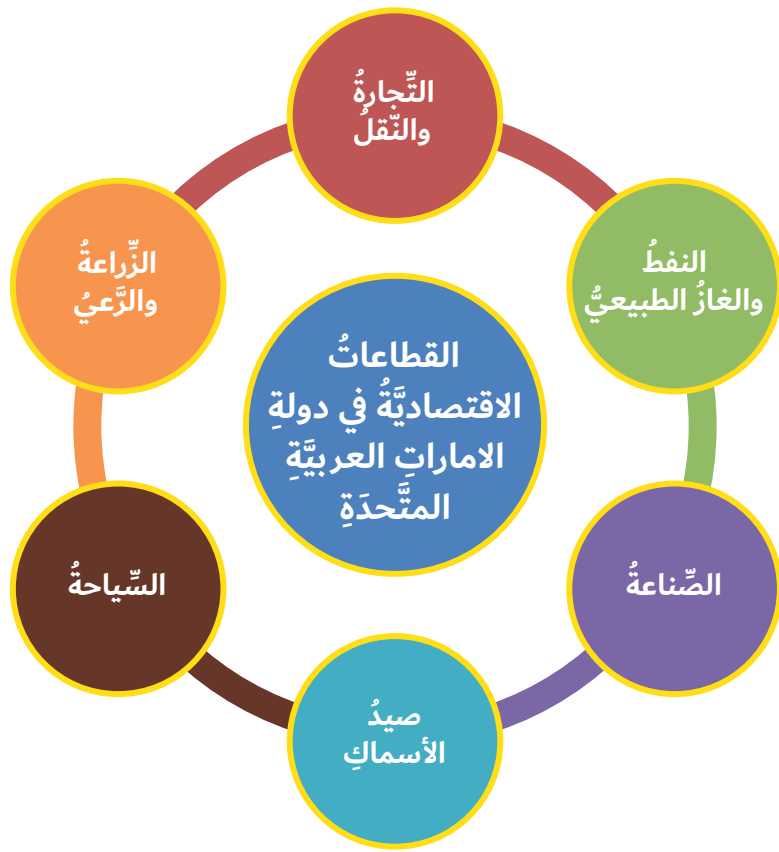 التِّجارةُ
والنّقلُ
النفطُ
والغازُ الطبيعيُّ
الصِّناعةُ
صيدُ
الأسماكِ
السِّياحةُ
الزِّراعةُ
والرَّعيُ
القطاعاتُ
الاقتصاديَّةُ في دولةِ
الاماراتِ العربيَّةِ
المتَّحدَةِ